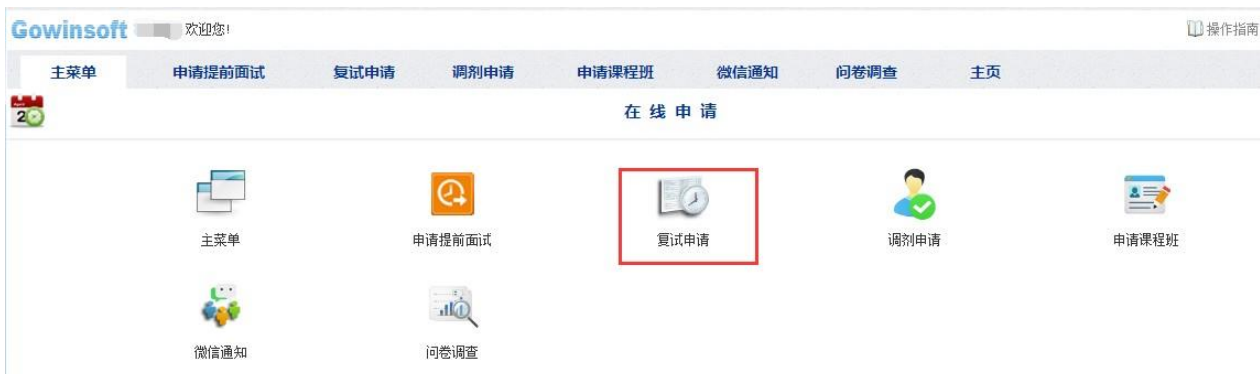 Gowinsoft 欢迎您! 操作指南
主菜单 申请提前面试 复试申请 调剂申请 申请课程班 微信通知 问卷调查 主页
在线申请
主菜单 申请提前面试 复试申请 调剂申请 申请课程班
微信通知 问卷调查